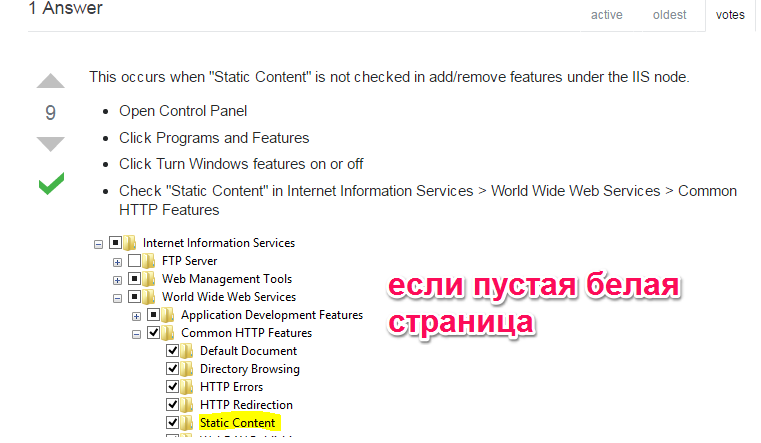 1 Answer
active oldest votes
This occurs when "Static Content" is not checked in add/remove features under the IIS node.
9
• Open Control Panel
• Click Programs and Features
• Click Turn Windows features on or off
• Check "Static Content" in Internet Information Services > World Wide Web Services > Common
HTTP Features
Internet Information Services
FTP Server
Web Management Tools
World Wide Web Services
Application Development Features
Common HTTP Features
Default Document
Directory Browsing
HTTP Errors
HTTP Redirection
Static Content
если пустая белая
страница